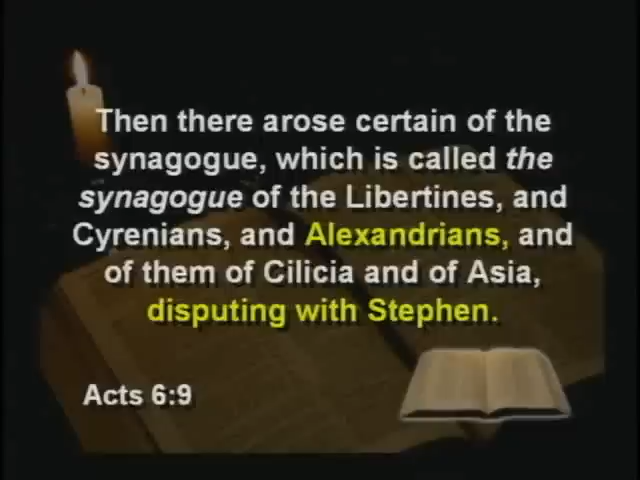 Then there arose certain of the
synagogue, which is called the
synagogue of the Libertines, and
Cyrenians, and Alexandrians, and
of them of Cilicia and of Asia,
disputing with Stephen.
Acts 6:9